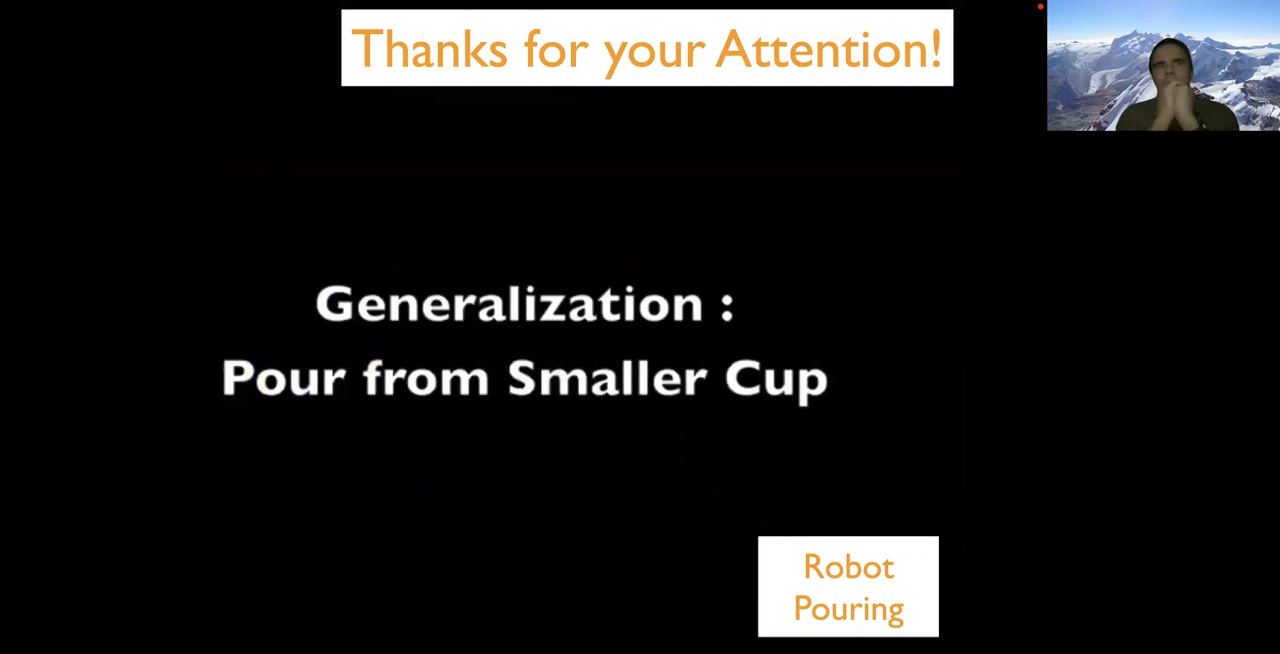 Thanks for your Attention!
Generalization :
Pour from Smaller Cup
Robot
Pouring